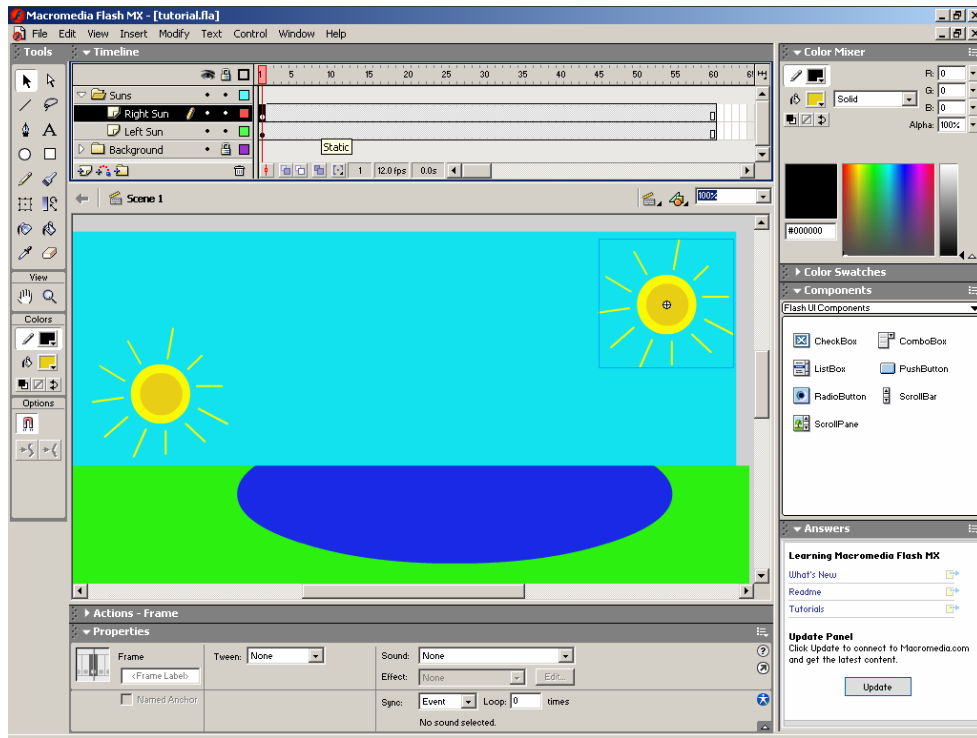 Macromedia Flash MX - [tutorial.fla]
File Edit View Insert Modify Text Control Window Help
Tools
Timeline
1 5 10 15 20 25 30 35 40 45 50 55 60 65
Suns
Right Sun
Left Sun
Background
Static
1 12.0 fps 0.0s
Scene 1
100%
View
Colors
Options
Color Mixer
R: 0
Solid
G: 0
B: 0
Alpha: 100%
#000000
Color Swatches
Components
Flash UI Components
CheckBox ComboBox
ListBox PushButton
RadioButton ScrollBar
ScrollPane
Answers
Learning Macromedia Flash MX
What's New
Readme
Tutorials
Update Panel
Click Update to connect to Macromedia.com
and get the latest content.
Update
Actions - Frame
Properties
Frame Tween: None Sound: None
<Frame Label> Effect: None Edit...
Named Anchor Sync: Event Loop: 0 times
No sound selected.